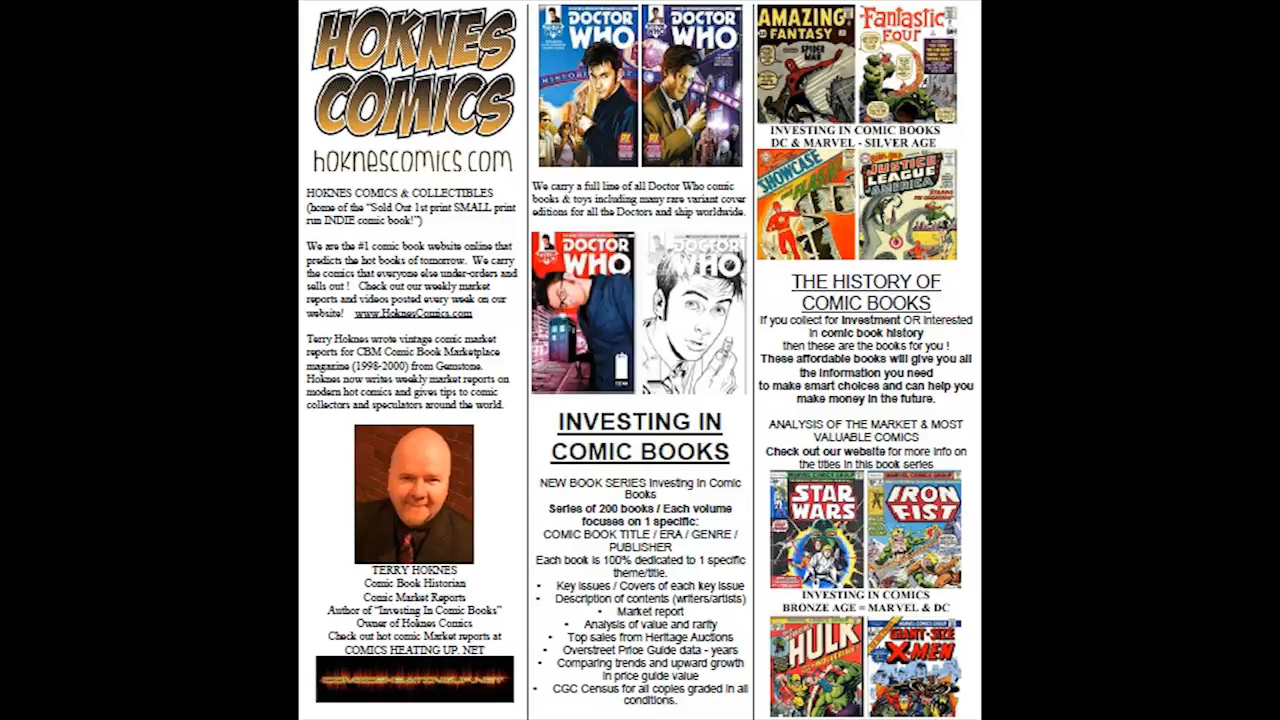 HOKNES
COMICS
hoknescomics.com
HOKNES COMICS & COLLECTIBLES
(home of the "Sold Out 1st print SMALL print
run INDIE comic book!")
We are the #1 comic book website online that
predicts the hot books of tomorrow. We carry
the comics that everyone else under-orders and
sells out ! Check out our weekly market
reports and videos posted every week on our
website! www.HoknesComics.com
Terry Hoknes wrote vintage comic market
reports for CBM Comic Book Marketplace
magazine (1998-2000) from Gemstone.
Hoknes now writes weekly market reports on
modern hot comics and gives tips to comic
collectors and speculators around the world.
TERRY HOKNES
Comic Book Historian
Comic Market Reports
Author of "Investing In Comic Books"
Owner of Hoknes Comics
Check out hot comic Market reports at
COMICS HEATING UP. NET
COMICSHEATINGUP.NET
DOCTOR
WHO
DOCTOR
WHO
We carry a full line of all Doctor Who comic
books & toys including many rare variant cover
editions for all the Doctors and ship worldwide.
DOCTOR
WHO
DOCTOR
WHO
INVESTING IN
COMIC BOOKS
NEW BOOK SERIES Investing In Comic
Books
Series of 200 books / Each volume
focuses on 1 specific:
COMIC BOOK TITLE / ERA / GENRE /
PUBLISHER
Each book is 100% dedicated to 1 specific
theme/title.
• Key Issues / Covers of each key issue
• Description of contents (writers/artists)
• Market report
• Analysis of value and rarity
• Top sales from Heritage Auctions
• Overstreet Price Guide data - years
• Comparing trends and upward growth
in price guide value
• CGC Census for all copies graded in all
conditions.
AMAZING
FANTASY
SPIDER
MAN
Fantastic
Four
INVESTING IN COMIC BOOKS
DC & MARVEL - SILVER AGE
SHOWCASE
JUSTICE
LEAGUE
OF AMERICA
THE HISTORY OF
COMIC BOOKS
If you collect for Investment OR Interested
in comic book history
then these are the books for you !
These affordable books will give you all
the information you need
to make smart choices and can help you
make money in the future.
ANALYSIS OF THE MARKET & MOST
VALUABLE COMICS
Check out our website for more info on
the titles in this book series
STAR
WARS
IRON
FIST
INVESTING IN COMICS
BRONZE AGE = MARVEL & DC
HULK
GIANT-SIZE
X-MEN